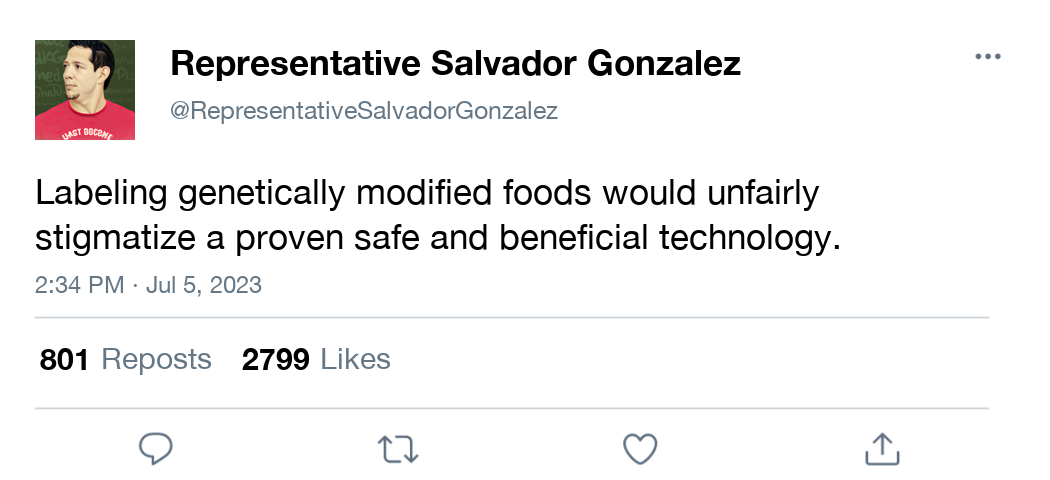 Representative Salvador Gonzalez
@RepresentativeSalvadorGonzalez
Labeling genetically modified foods would unfairly
stigmatize a proven safe and beneficial technology.
2:34 PM · Jul 5, 2023
801 Reposts 2799 Likes